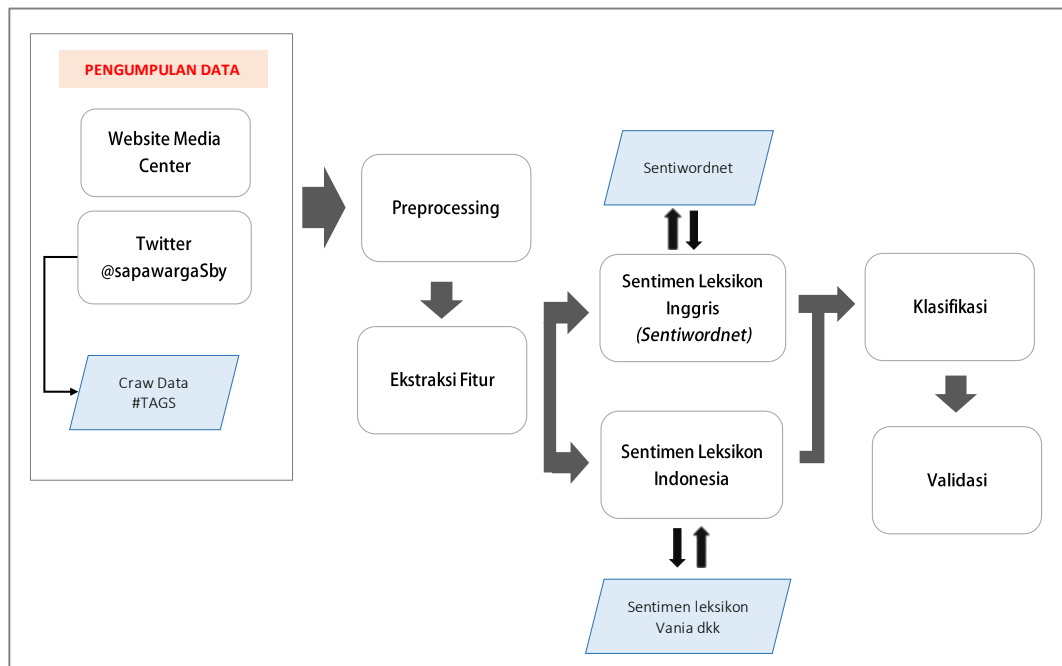 PENGUMPULAN DATA
Website Media
Center
Twitter
@sapawargaSby
Craw Data
#TAGS
Preprocessing
Ekstraksi Fitur
Sentiwordnet
Sentimen Leksikon
Inggris
(Sentiwordnet)
Sentimen Leksikon
Indonesia
Sentimen leksikon
Vania dkk
Klasifikasi
Validasi